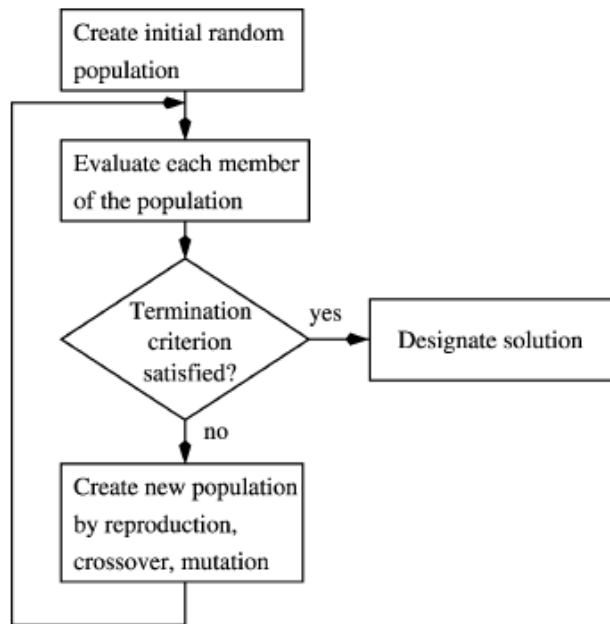 Create initial random
population
Evaluate each member
of the population
Termination
criterion
satisfied?
yes
Designate solution
no
Create new population
by reproduction,
crossover, mutation